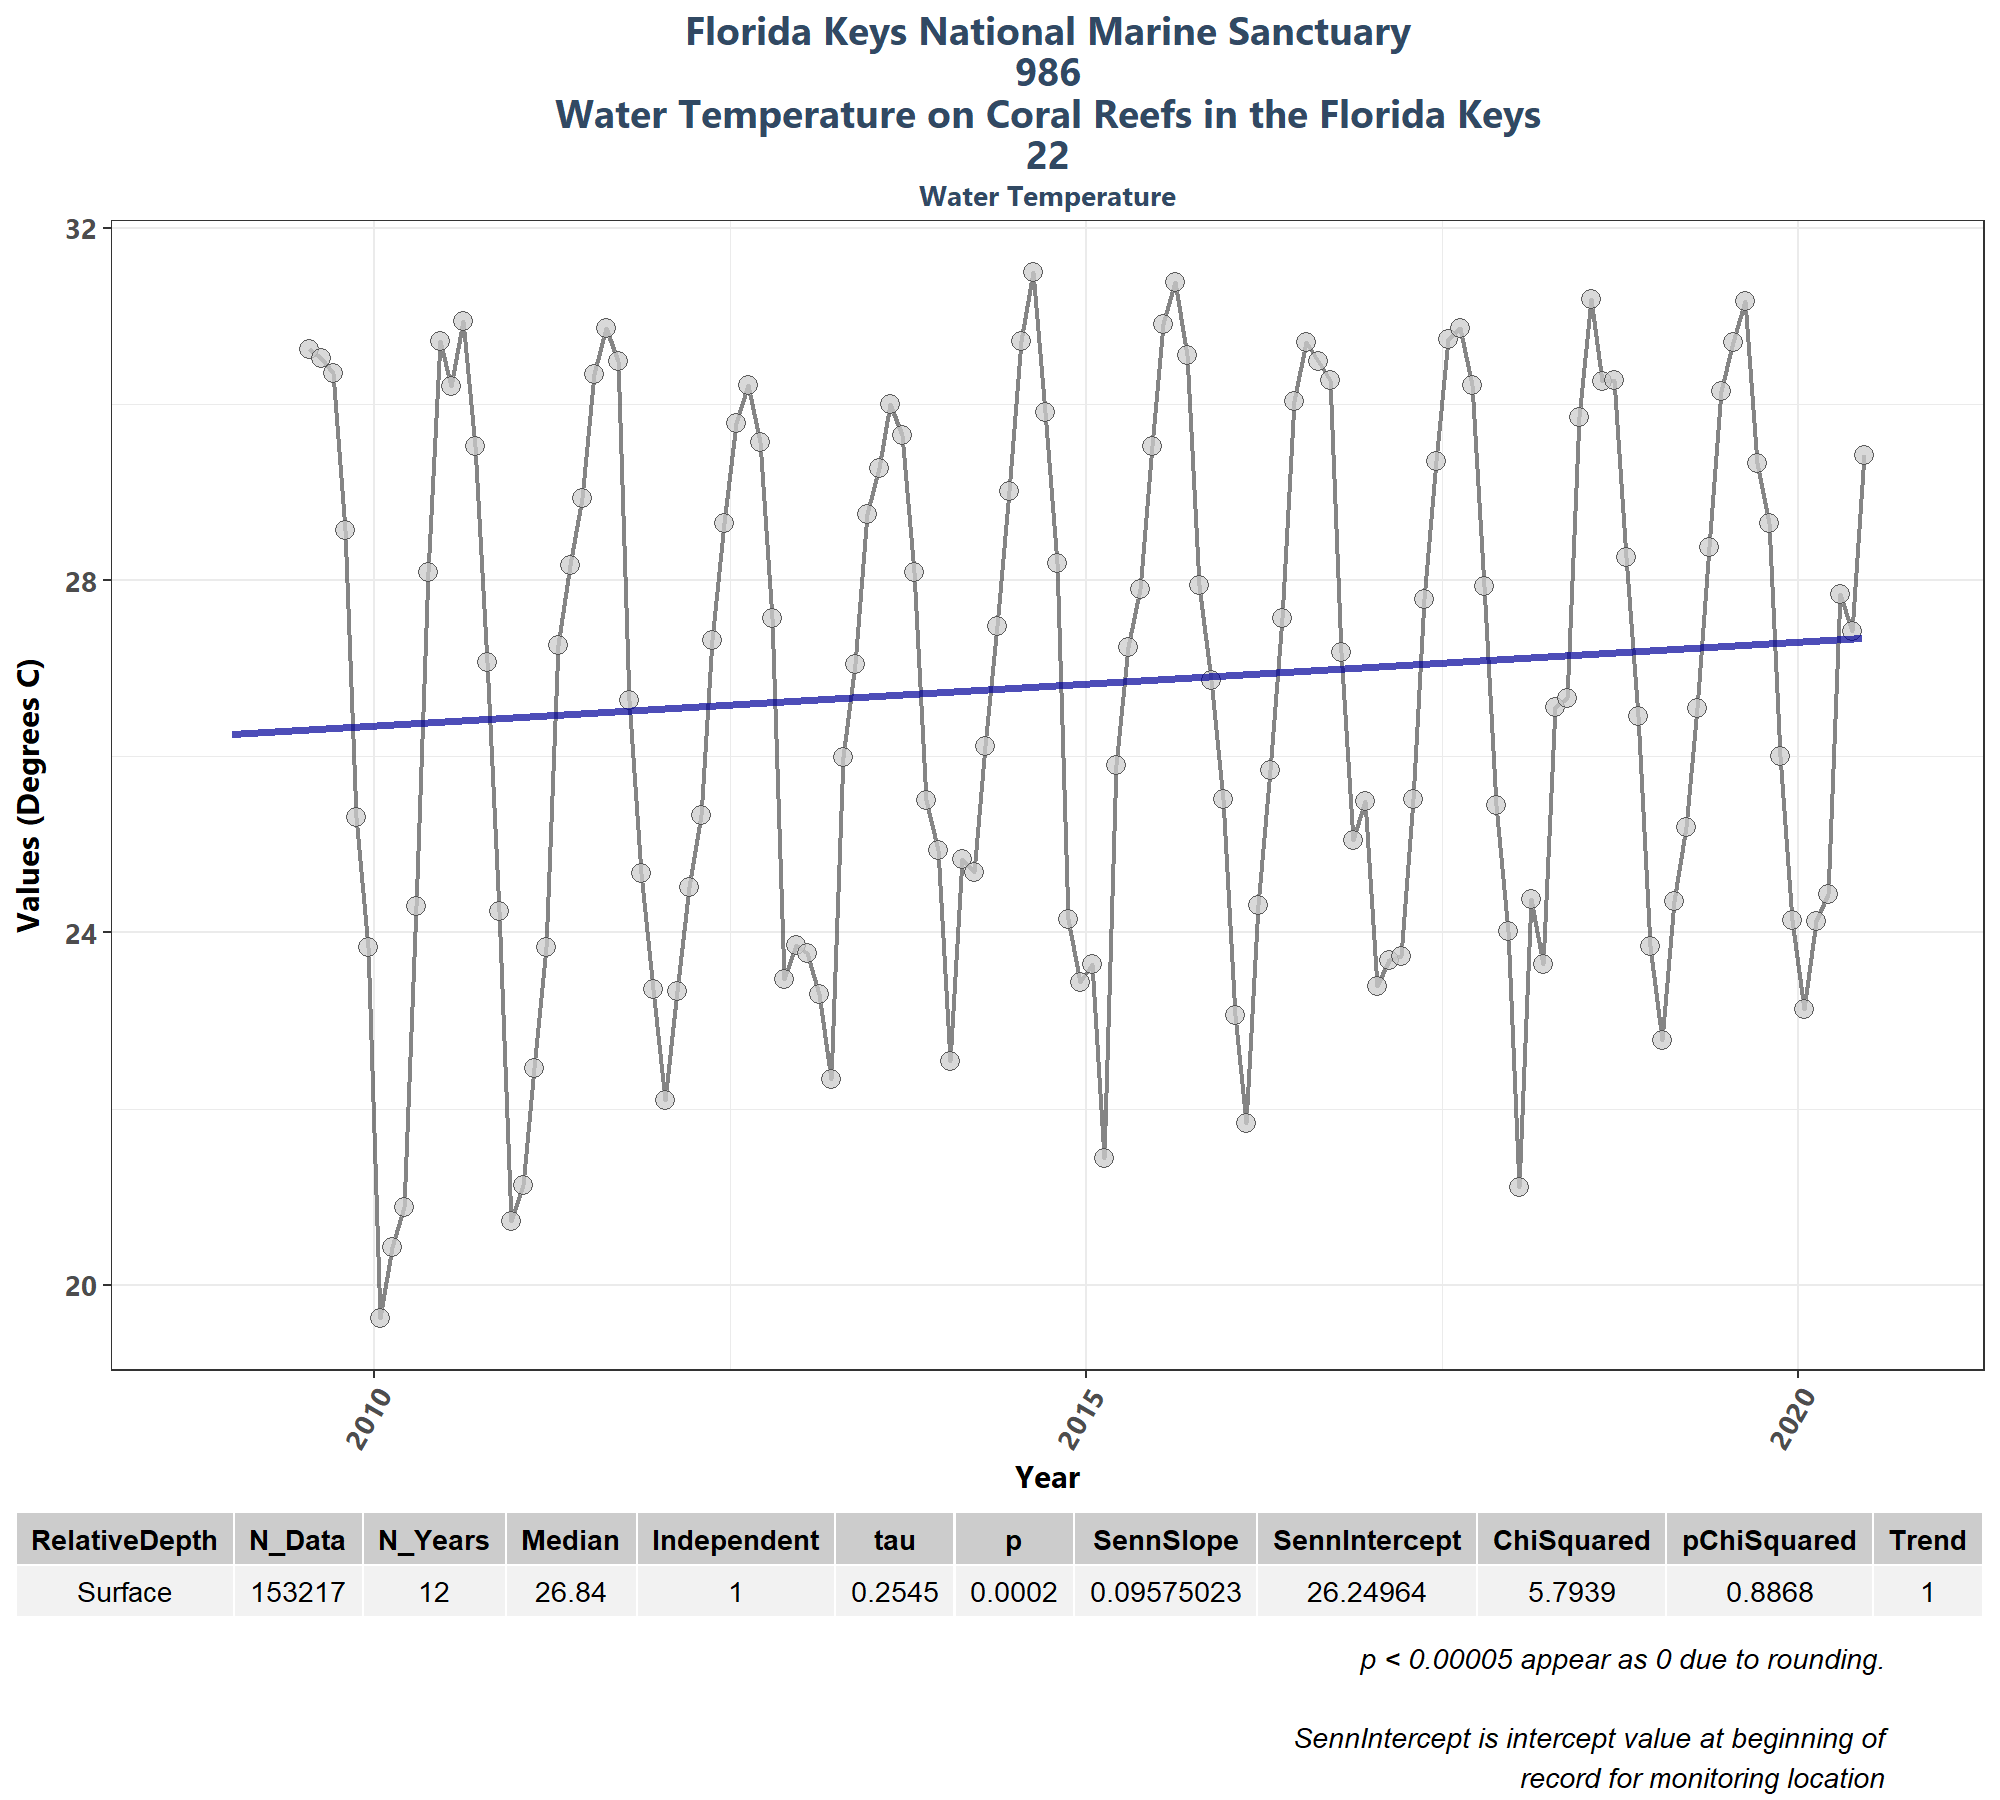 Florida Keys National Marine Sanctuary
986
Water Temperature on Coral Reefs in the Florida Keys
22
Water Temperature
Values (Degrees C)
32
28
24
20
2010
2015
2020
Year
RelativeDepth N_Data N_Years Median Independent tau p SennSlope SennIntercept ChiSquared pChiSquared Trend
Surface 153217 12 26.84 1 0.2545 0.0002 0.09575023 26.24964 5.7939 0.8868 1
p < 0.00005 appear as 0 due to rounding.
SennIntercept is intercept value at beginning of
record for monitoring location